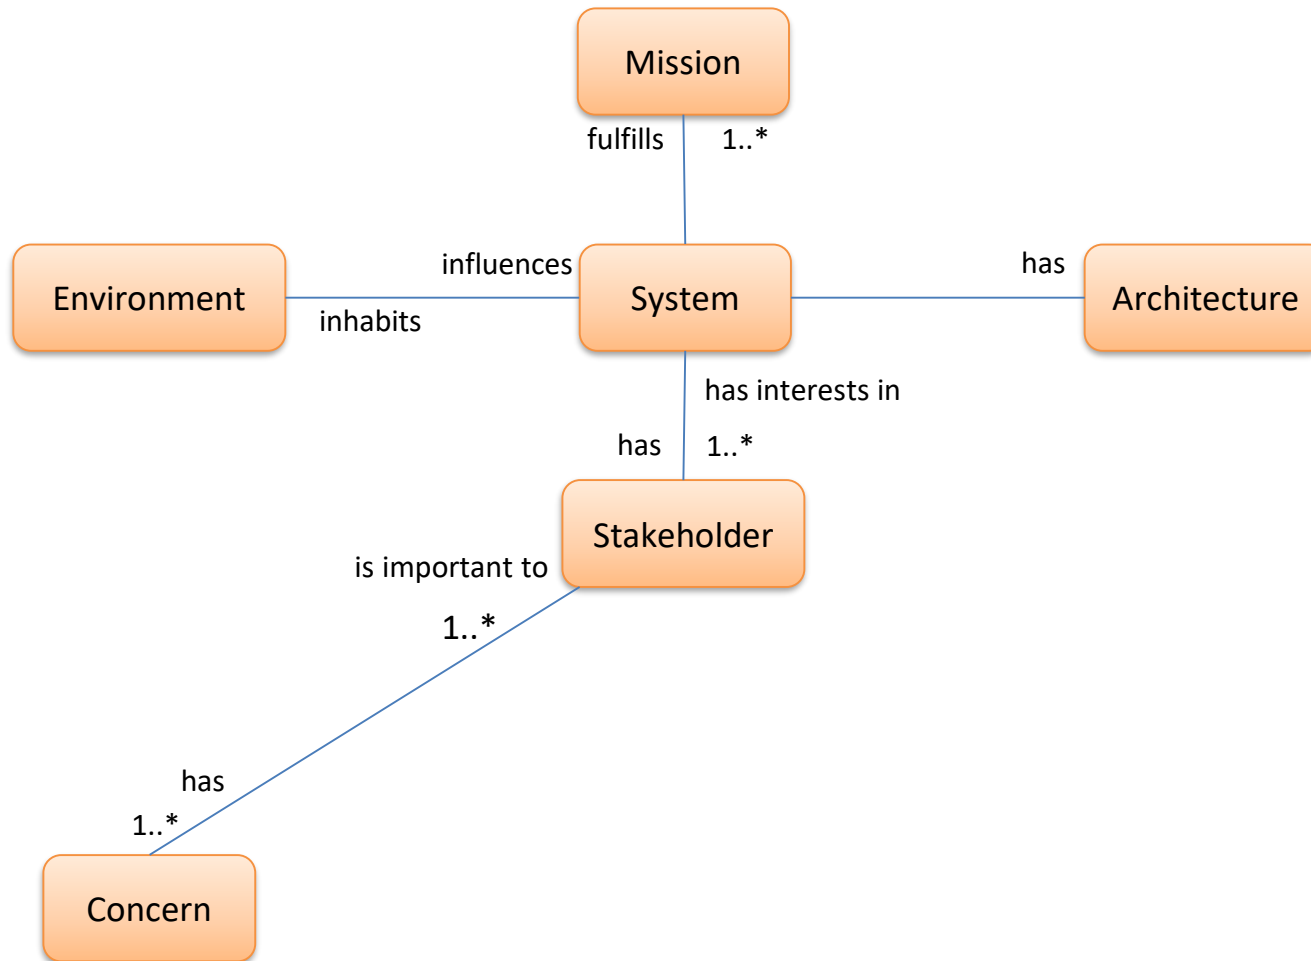 Mission
fulfills 1..*
influences has
Environment System Architecture
inhabits
has interests in
has 1..*
Stakeholder
is important to
1..*
has
1..*
Concern